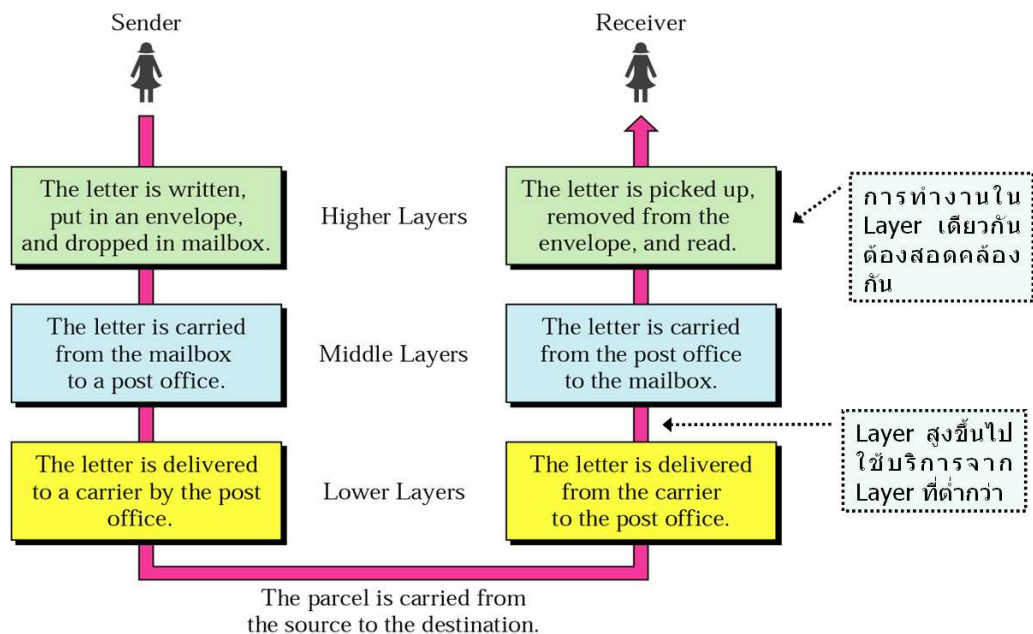 Sender
Receiver
The letter is written,
put in an envelope,
and dropped in mailbox.
Higher Layers
The letter is picked up,
removed from the
envelope, and read.
การทำงานใน
Layer เดียวกัน
ต้องสอดคล้อง
กัน
The letter is carried
from the mailbox
to a post office.
Middle Layers
The letter is carried
from the post office
to the mailbox.
Layer สูงขึ้นไป
ใช้บริการจาก
Layer ที่ต่ำกว่า
The letter is delivered
to a carrier by the post
office.
Lower Layers
The letter is delivered
from the carrier
to the post office.
The parcel is carried from
the source to the destination.